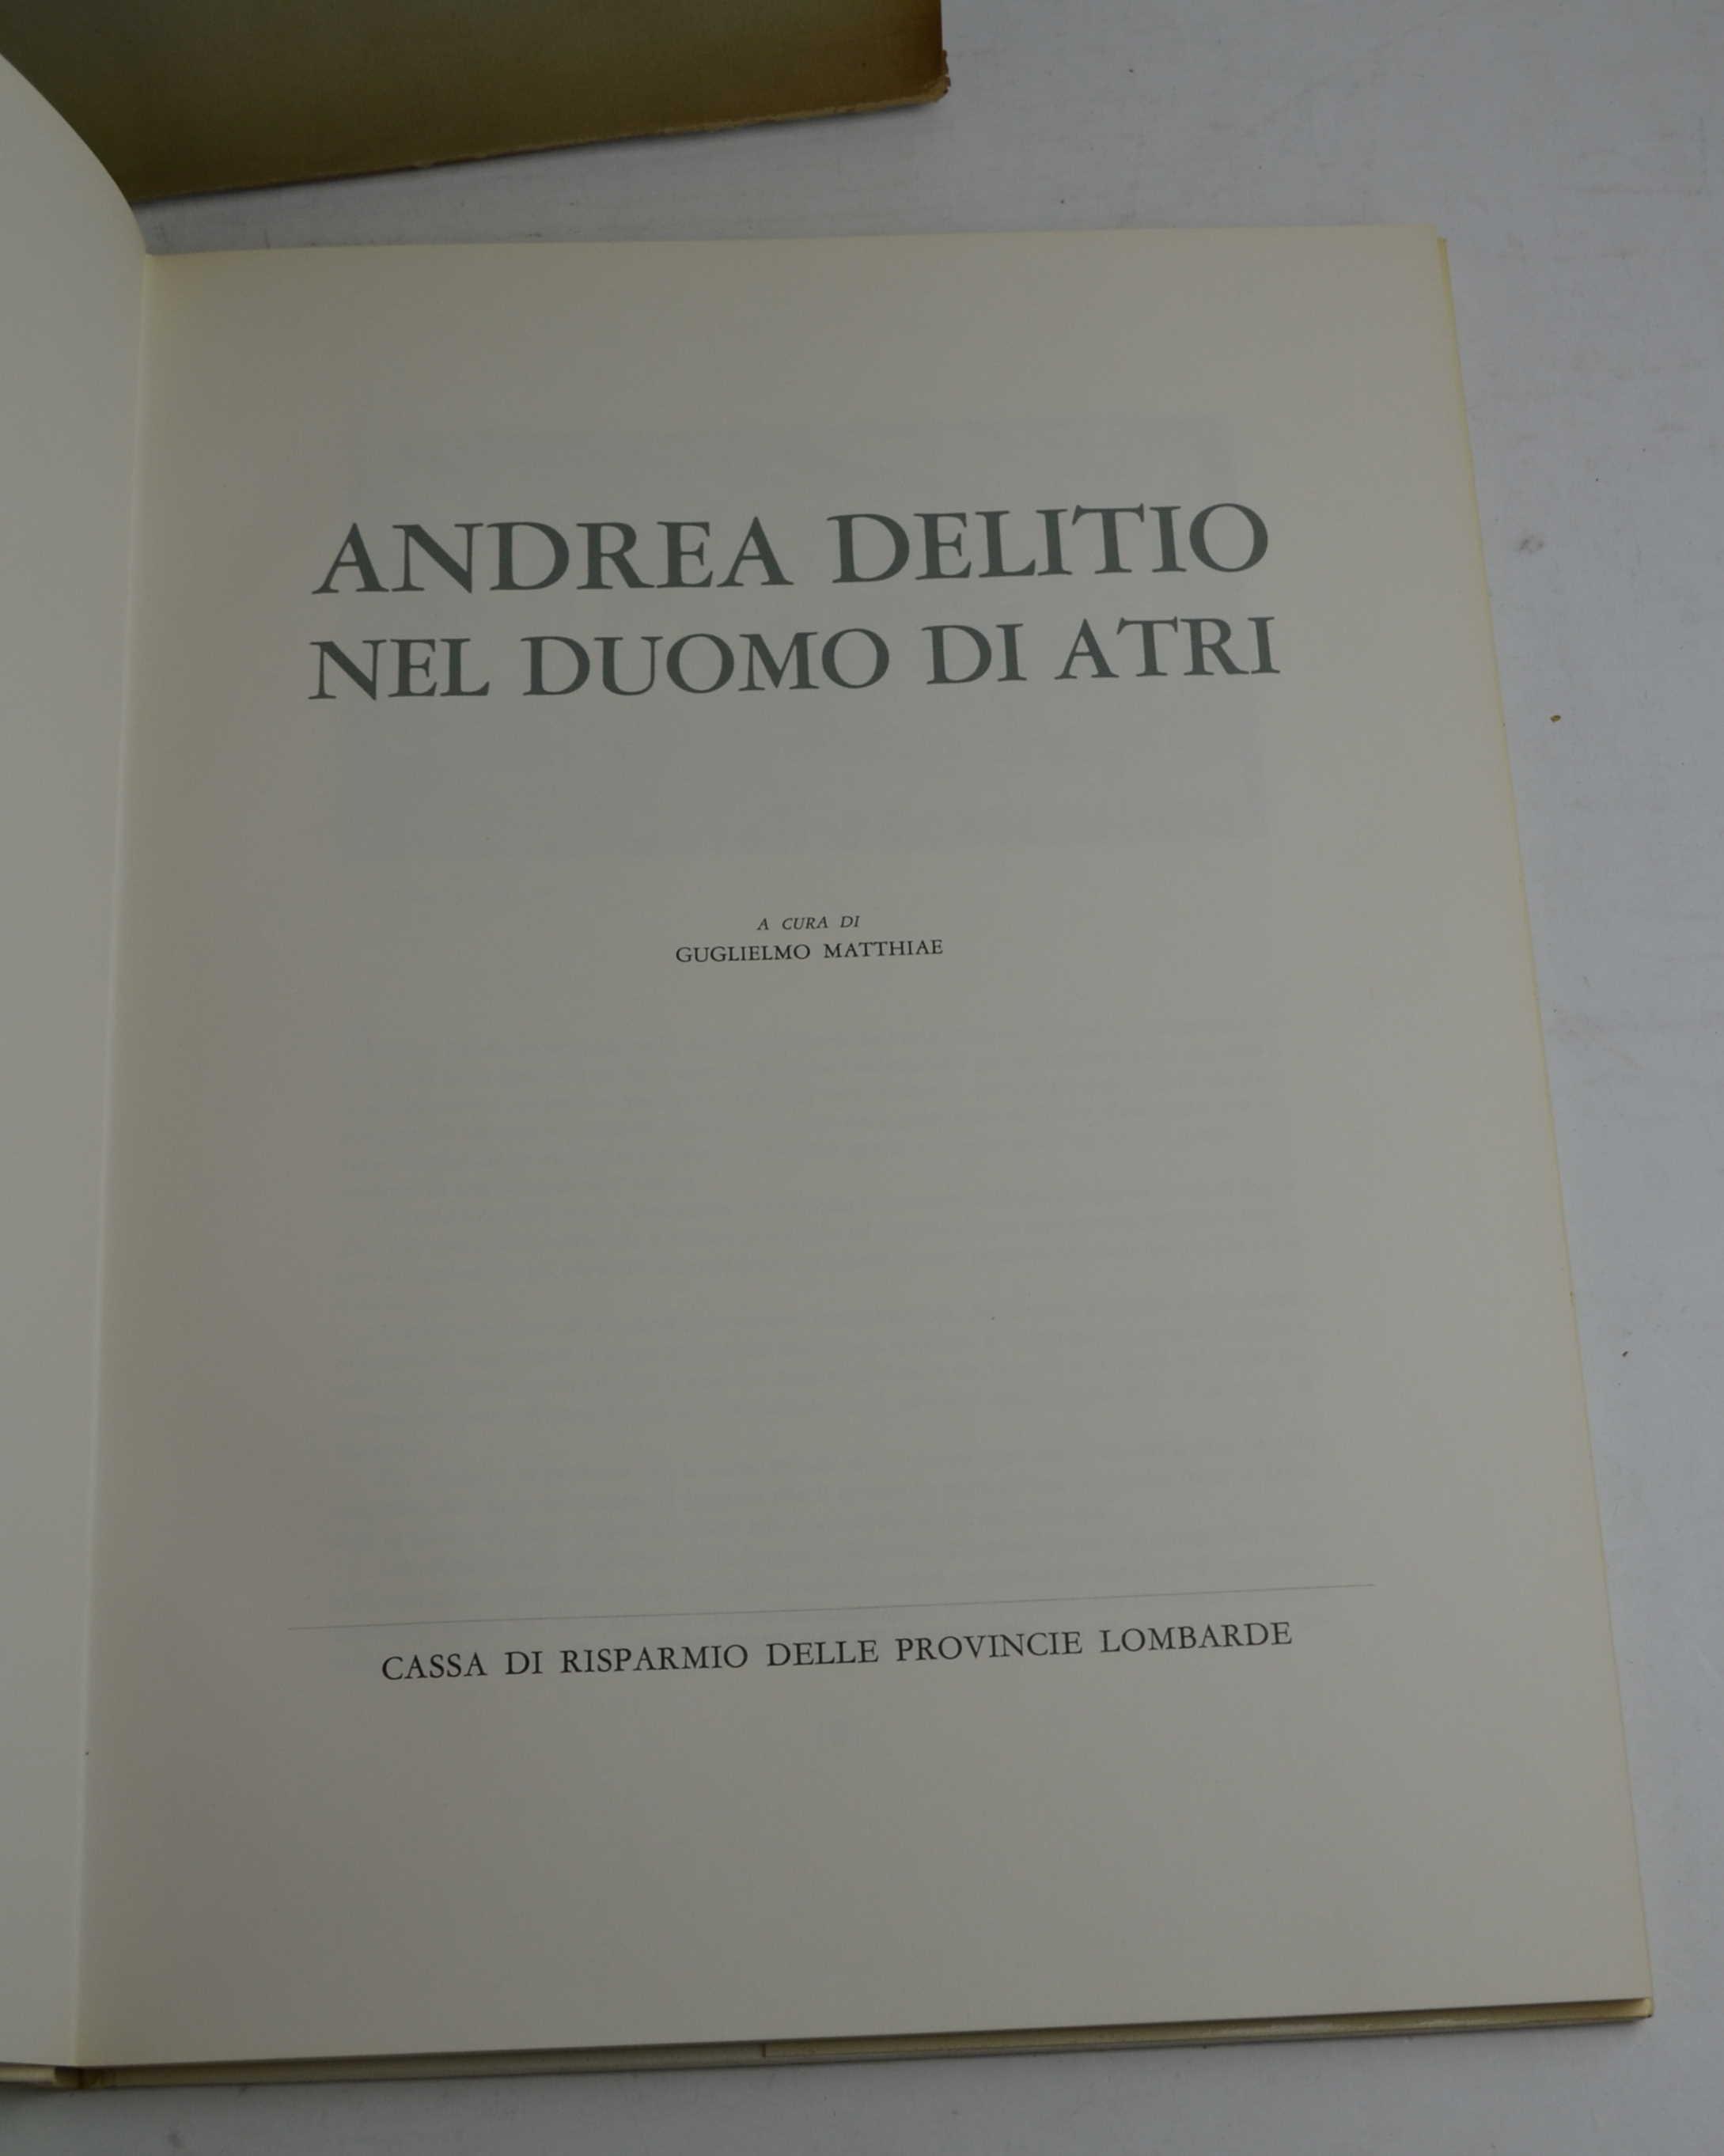 ANDREA DELITIO
NEL DUOMO DI ATRI
A CURA DI
GUGLIELMO MATTHIAE
CASSA DI RISPARMIO DELLE PROVINCIE LOMBARDE